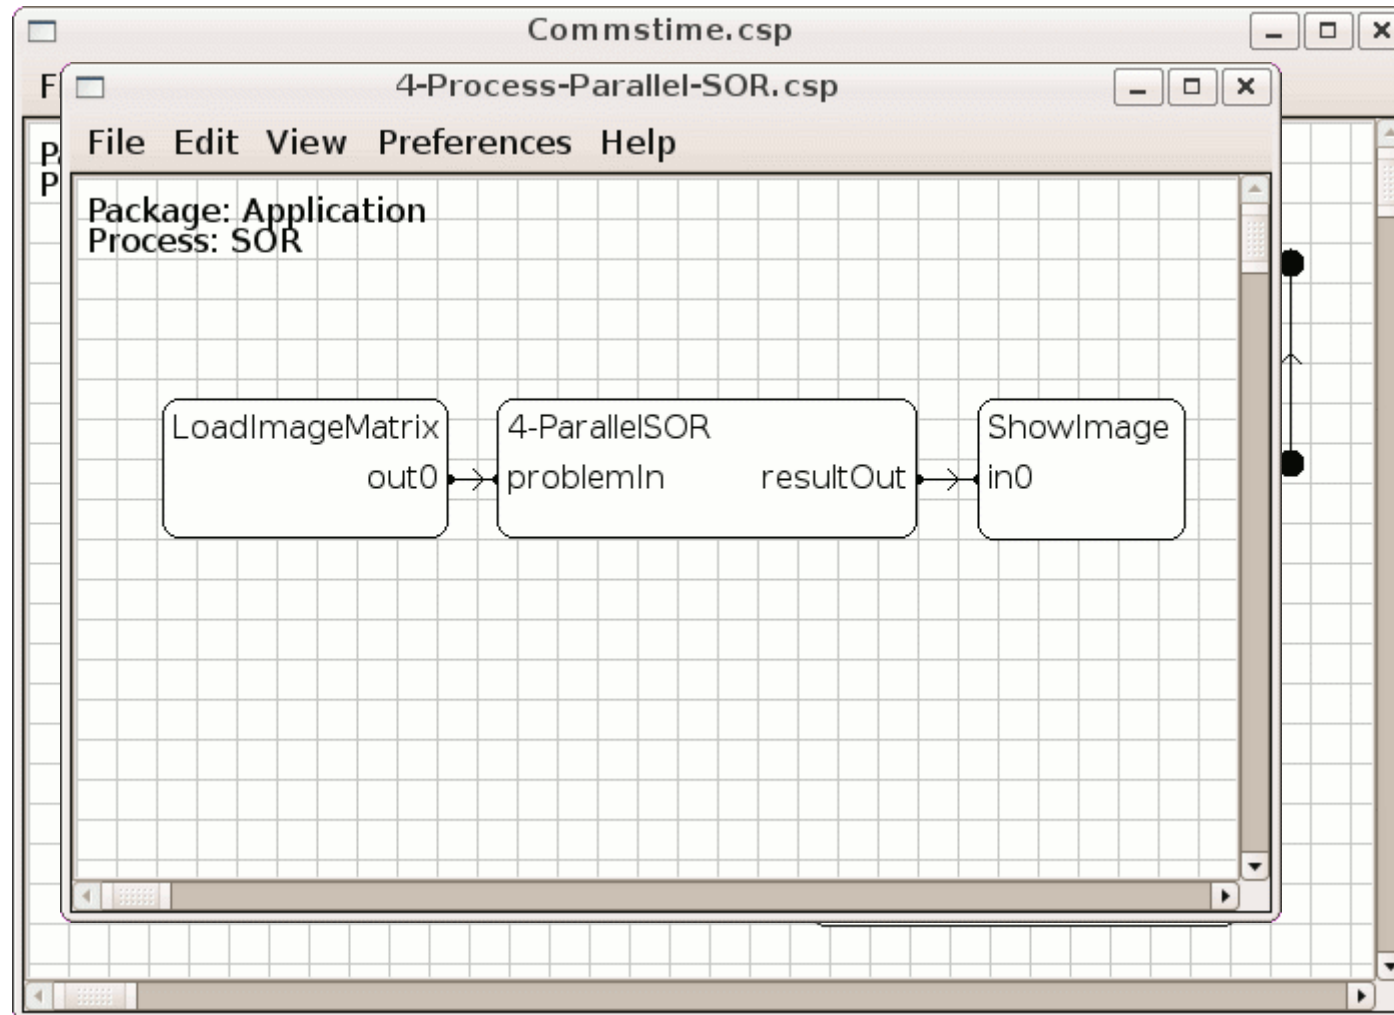 Commstime.csp
F
4-Process-Parallel-SOR.csp
File Edit View Preferences Help
P
P
Package: Application
Process: SOR
LoadImageMatrix
out0
4-ParallelSOR
problemIn resultOut
ShowImage
in0